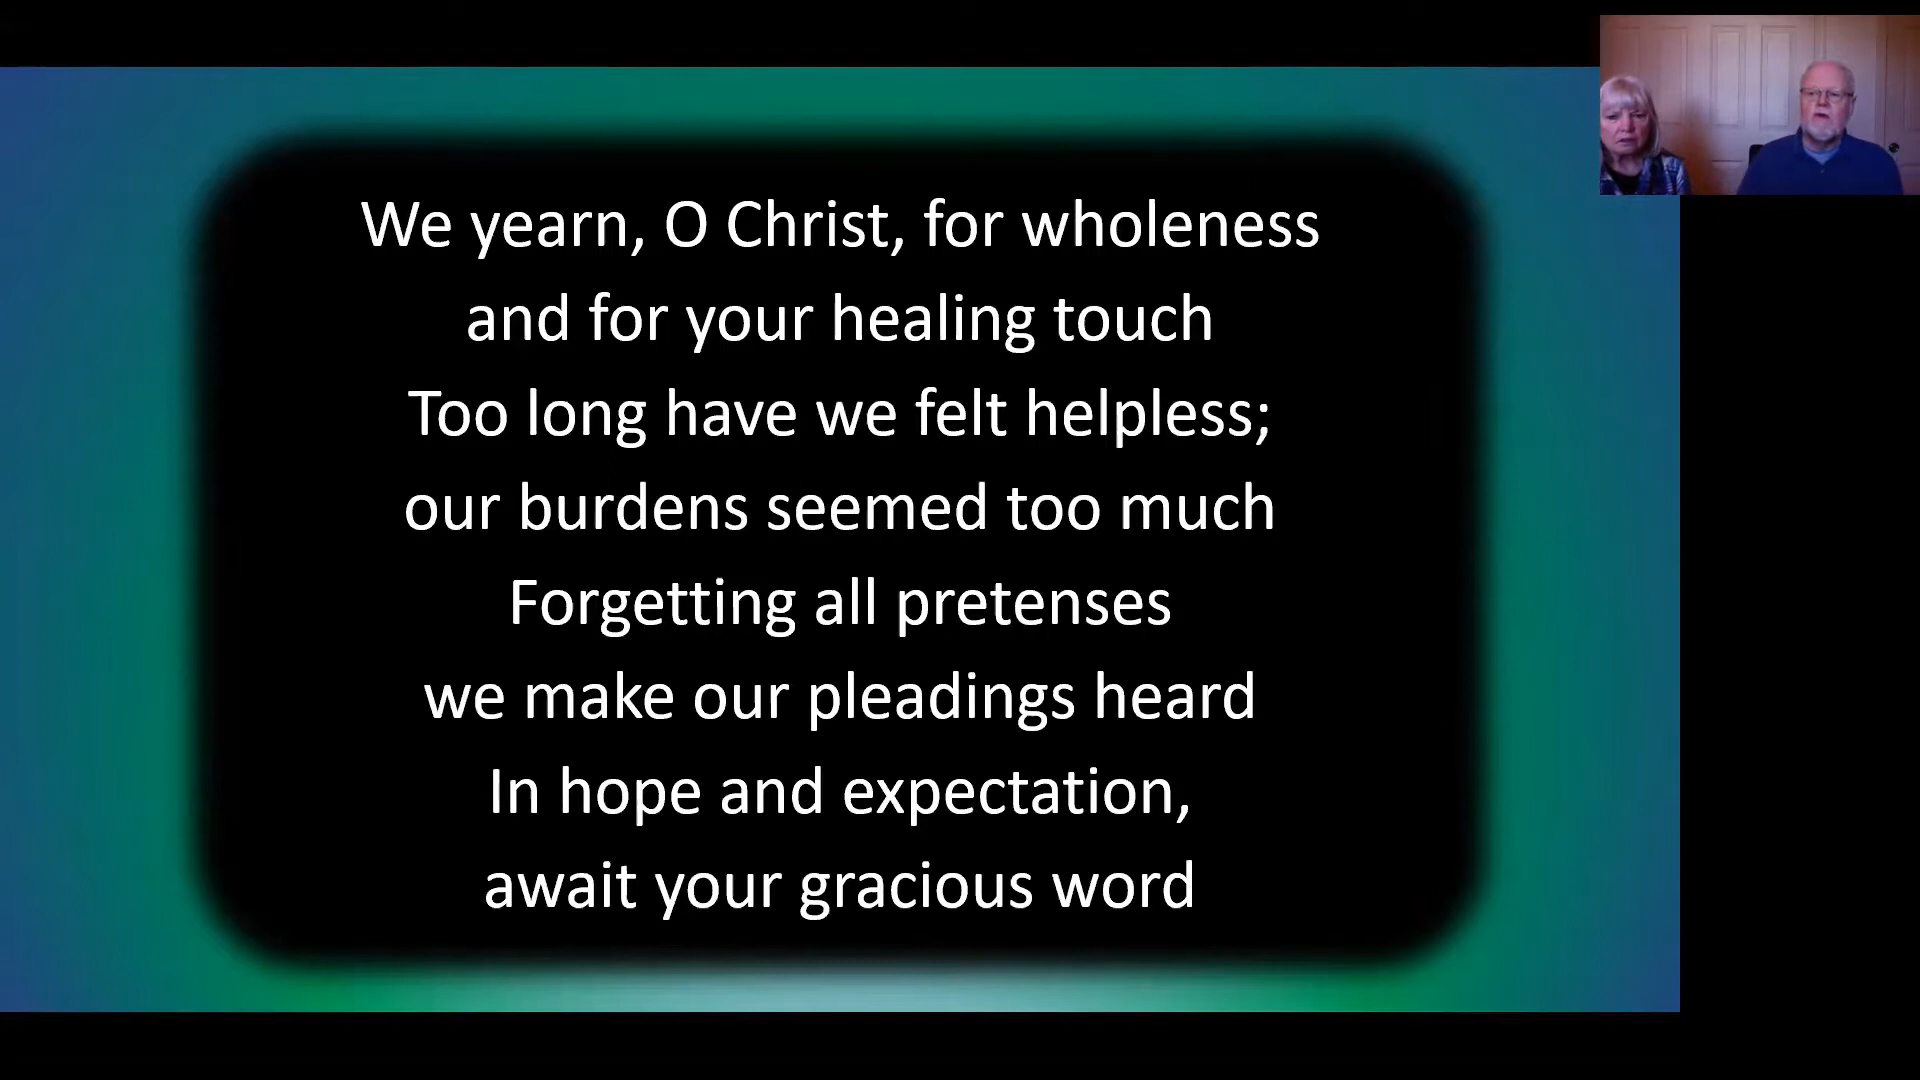 We yearn, O Christ, for wholeness
and for your healing touch
Too long have we felt helpless;
our burdens seemed too much
Forgetting all pretenses
we make our pleadings heard
In hope and expectation,
await your gracious word